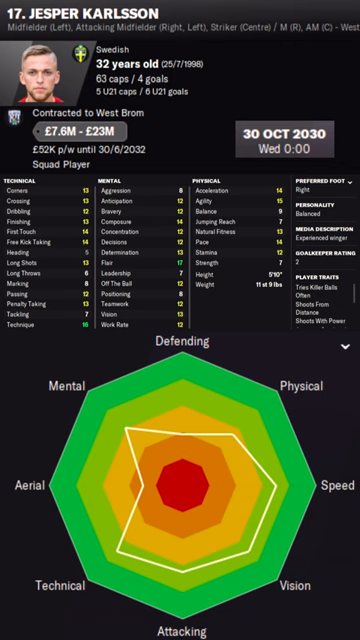 17. JESPER KARLSSON
Midfielder (Left), Attacking Midfielder (Right, Left), Striker (Centre) / M (R), AM (C) - West
Swedish
32 years old (25/7/1998)
63 caps / 4 goals
5 U21 caps / 6 U21 goals
Contracted to West Brom
£7.6M - £23M
£52K p/w until 30/6/2032
Squad Player
30 OCT 2030
Wed 0:00
TECHNICAL
Corners 13
Crossing 13
Dribbling 12
Finishing 13
First Touch 14
Free Kick Taking 14
Heading 5
Long Shots 13
Long Throws 6
Marking 8
Passing 12
Penalty Taking 13
Tackling 7
Technique 16
MENTAL
Aggression 8
Anticipation 12
Bravery 12
Composure 14
Concentration 12
Decisions 12
Determination 13
Flair 17
Leadership 7
Off The Ball 12
Positioning 8
Teamwork 12
Vision 13
Work Rate 12
PHYSICAL
Acceleration 14
Agility 15
Balance 9
Jumping Reach 7
Natural Fitness 13
Pace 14
Stamina 12
Strength 7
Height 5'10"
Weight 11 st 9 lbs
PREFERRED FOOT
Right
PERSONALITY
Balanced
MEDIA DESCRIPTION
Experienced winger
GOALKEEPER RATING
2
PLAYER TRAITS
Tries Killer Balls
Often
Shoots From
Distance
Shoots With Power
Defending
Physical
Speed
Vision
Attacking
Technical
Aerial
Mental